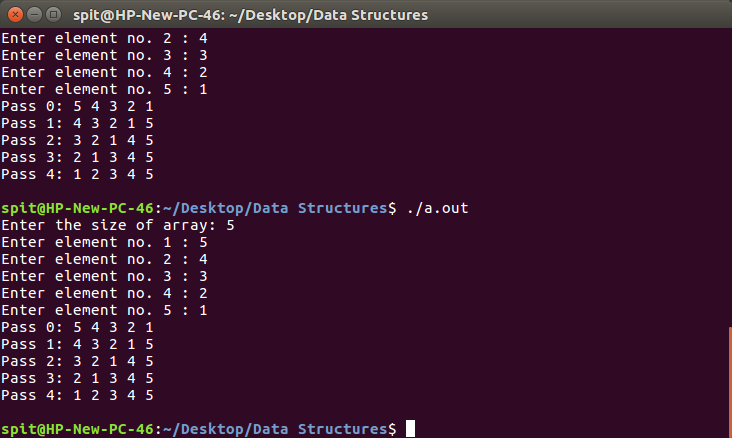 spit@HP-New-PC-46: ~/Desktop/Data Structures
Enter element no. 2 : 4
Enter element no. 3 : 3
Enter element no. 4 : 2
Enter element no. 5 : 1
Pass 0: 5 4 3 2 1
Pass 1: 4 3 2 1 5
Pass 2: 3 2 1 4 5
Pass 3: 2 1 3 4 5
Pass 4: 1 2 3 4 5
spit@HP-New-PC-46:~/Desktop/Data Structures$ ./a.out
Enter the size of array: 5
Enter element no. 1 : 5
Enter element no. 2 : 4
Enter element no. 3 : 3
Enter element no. 4 : 2
Enter element no. 5 : 1
Pass 0: 5 4 3 2 1
Pass 1: 4 3 2 1 5
Pass 2: 3 2 1 4 5
Pass 3: 2 1 3 4 5
Pass 4: 1 2 3 4 5
spit@HP-New-PC-46:~/Desktop/Data Structures$